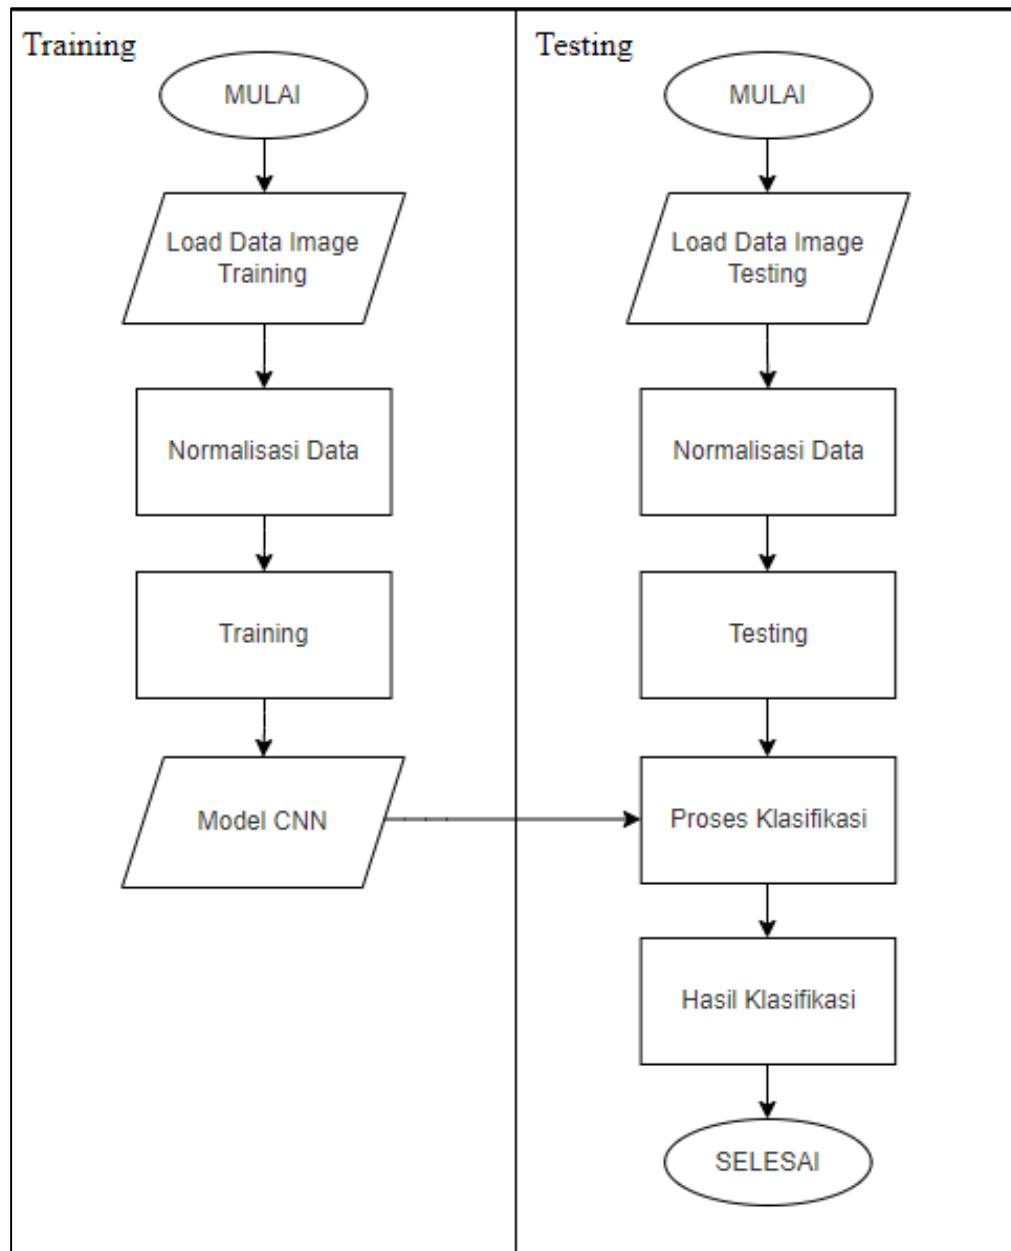 Training
MULAI
Load Data Image
Training
Normalisasi Data
Training
Model CNN
Testing
MULAI
Load Data Image
Testing
Normalisasi Data
Testing
Proses Klasifikasi
Hasil Klasifikasi
SELESAI